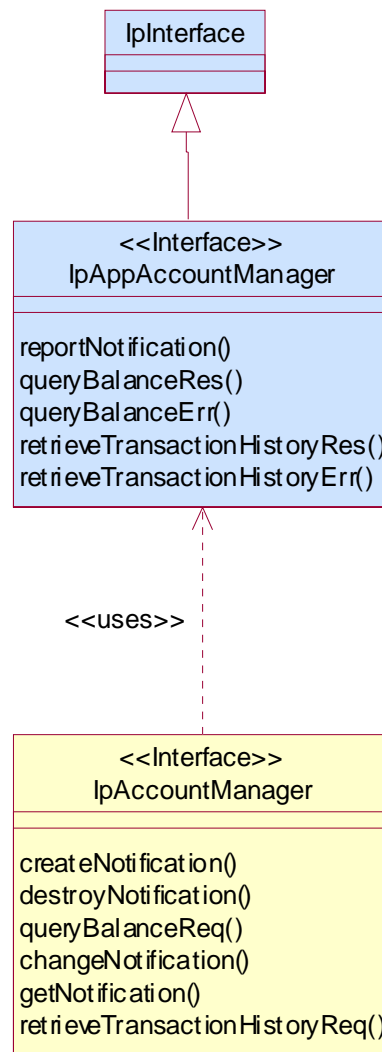 IpInterface
<<Interface>>
IpAppAccountManager
reportNotification()
queryBalanceRes()
queryBalanceErr()
retrieveTransactionHistoryRes()
retrieveTransactionHistoryErr()
<<uses>>
<<Interface>>
IpAccountManager
createNotification()
destroyNotification()
queryBalanceReq()
changeNotification()
getNotification()
retrieveTransactionHistoryReq()